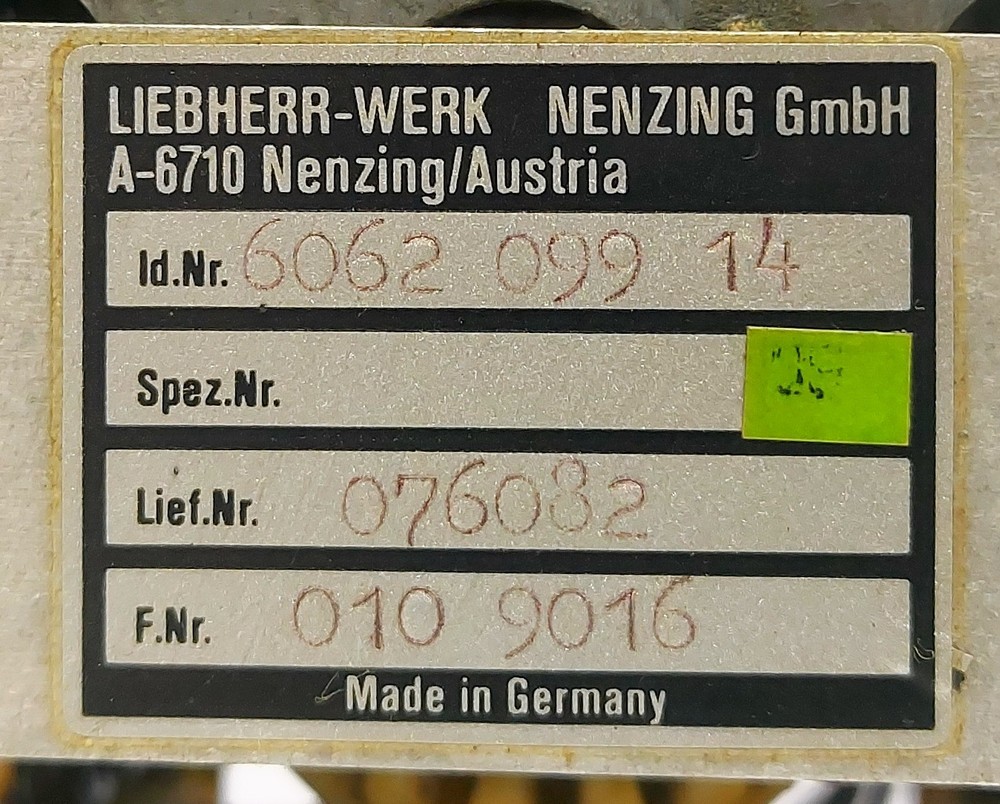 LIEBHERR-WERK NENZING GmbH
A-6710 Nenzing/Austria
Id.Nr. 6062 099 14
Spez.Nr.
Lief.Nr. 076082
F.Nr. 010 9016
Made in Germany